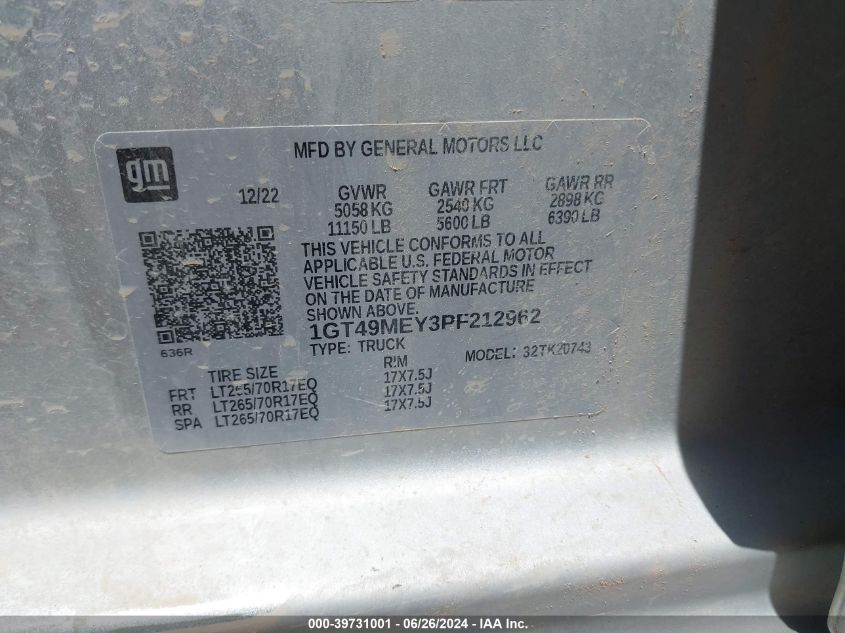 gm
MFD BY GENERAL MOTORS LLC
12/22 GVWR GAWR FRT GAWR RR
5058 KG 2540 KG 2898 KG
11150 LB 5600 LB 6390 LB
THIS VEHICLE CONFORMS TO ALL
APPLICABLE U.S. FEDERAL MOTOR
VEHICLE SAFETY STANDARDS IN EFFECT
ON THE DATE OF MANUFACTURE
SHOWN ABOVE.
1GT49MEY3PF212962
636R TYPE: TRUCK MODEL: 32TK20743
TIRE SIZE RIM
FRT LT265/70R17EQ 17X7.5J
RR LT265/70R17EQ 17X7.5J
SPA LT265/70R17EQ 17X7.5J
000-39731001 - 06/26/2024 - IAA Inc.